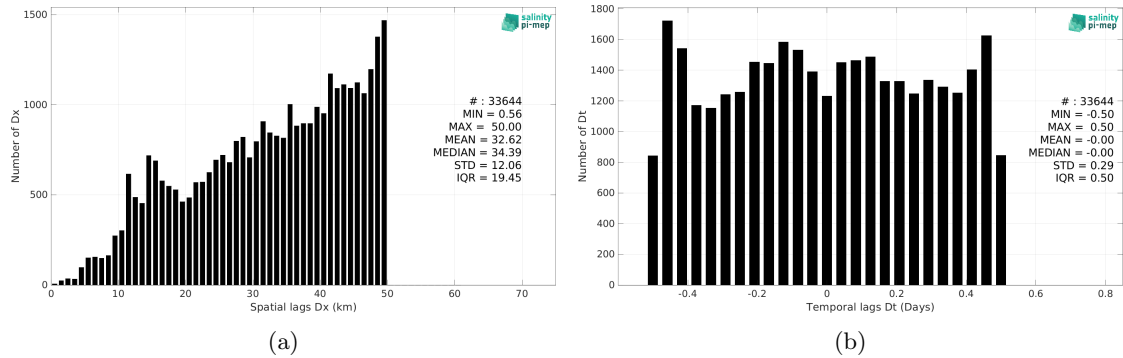 1500
1000
500
0
0
10
20
30
40
50
60
70
Number of Dx
Spatial lags Dx (km)
salinity
pi-mep
# : 33644
MIN = 0.56
MAX = 50.00
MEAN = 32.62
MEDIAN = 34.39
STD = 12.06
IQR = 19.45
(a)
1800
1600
1400
1200
1000
800
600
400
200
0
-0.4
-0.2
0
0.2
0.4
0.6
0.8
Number of Dt
Temporal lags Dt (Days)
salinity
pi-mep
# : 33644
MIN = -0.50
MAX = 0.50
MEAN = -0.00
MEDIAN = -0.00
STD = 0.29
IQR = 0.50
(b)